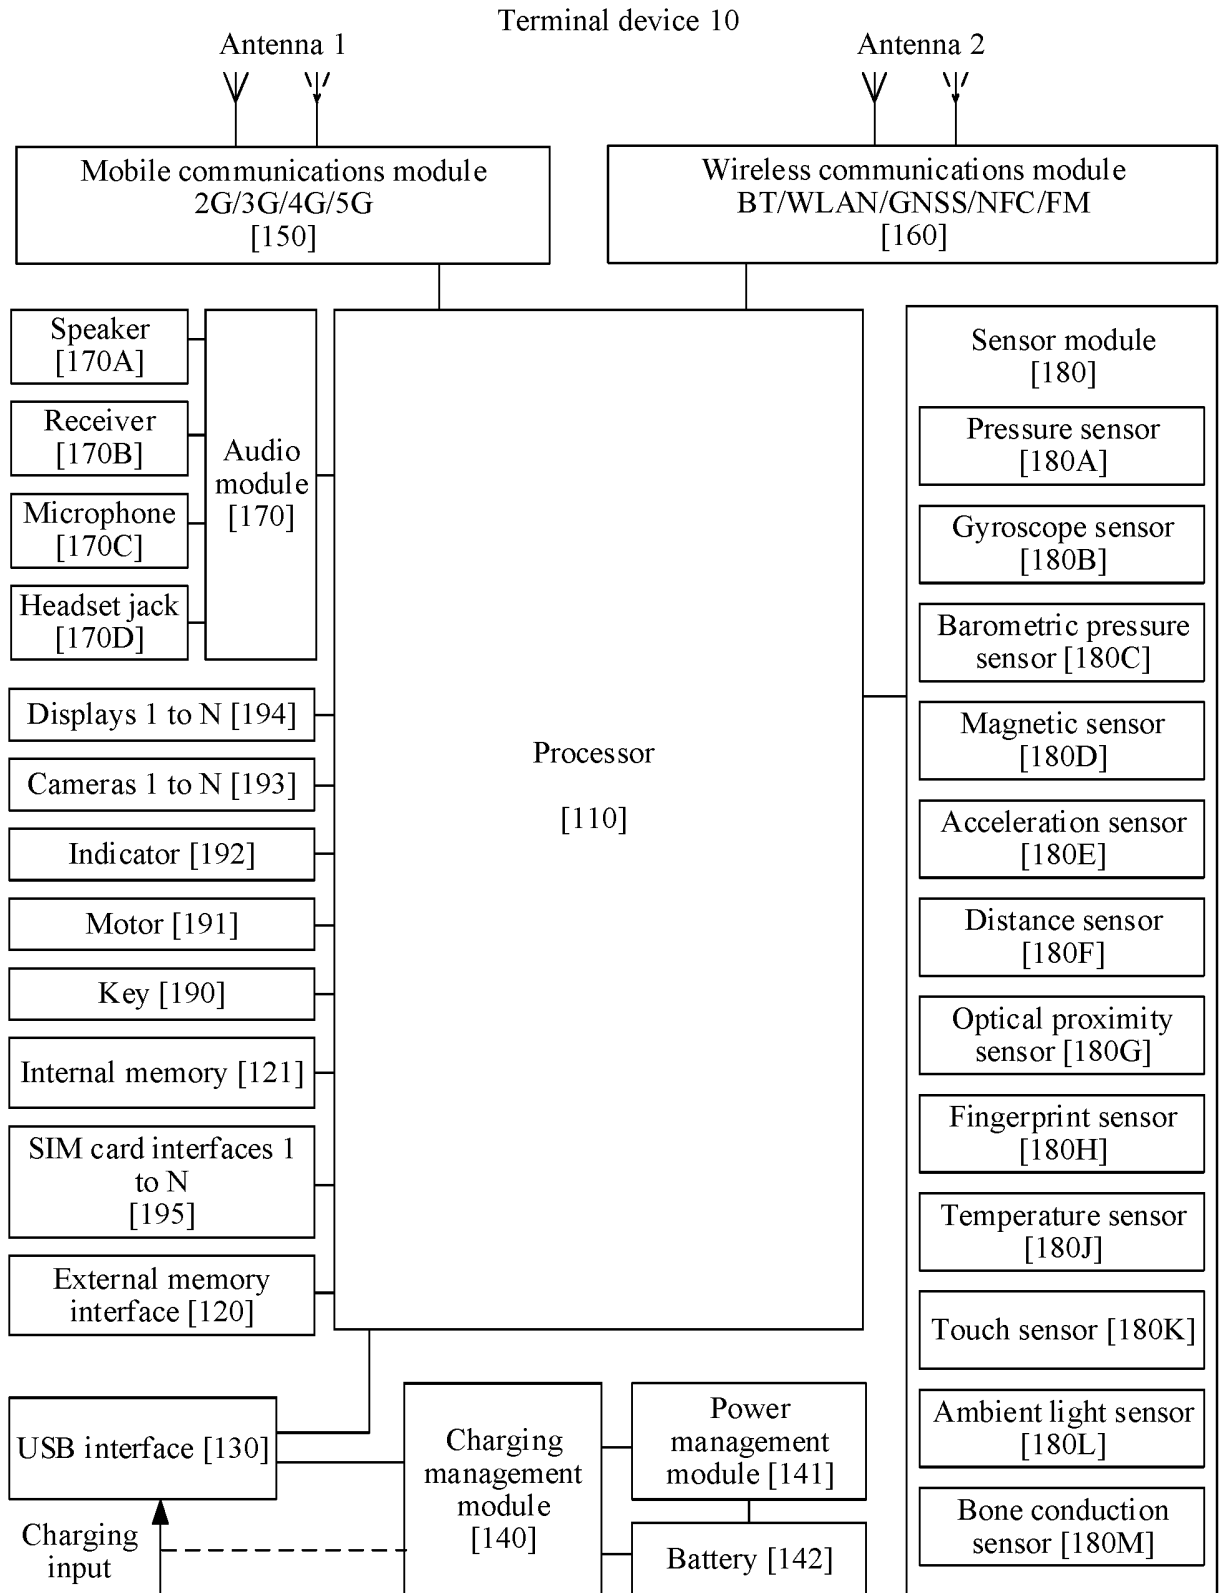 Terminal device 10
Antenna 1
Antenna 2
Mobile communications module
2G/3G/4G/5G
[150]
Wireless communications module
BT/WLAN/GNSS/NFC/FM
[160]
Speaker
[170A]
Receiver
[170B]
Microphone
[170C]
Headset jack
[170D]
Audio
module
[170]
Displays 1 to N [194]
Cameras 1 to N [193]
Indicator [192]
Motor [191]
Key [190]
Internal memory [121]
SIM card interfaces 1
to N
[195]
External memory
interface [120]
Processor
[110]
Sensor module
[180]
Pressure sensor
[180A]
Gyroscope sensor
[180B]
Barometric pressure
sensor [180C]
Magnetic sensor
[180D]
Acceleration sensor
[180E]
Distance sensor
[180F]
Optical proximity
sensor [180G]
Fingerprint sensor
[180H]
Temperature sensor
[180J]
Touch sensor [180K]
Ambient light sensor
[180L]
Bone conduction
sensor [180M]
USB interface [130]
Charging
input
Charging
management
module
[140]
Power
management
module [141]
Battery [142]